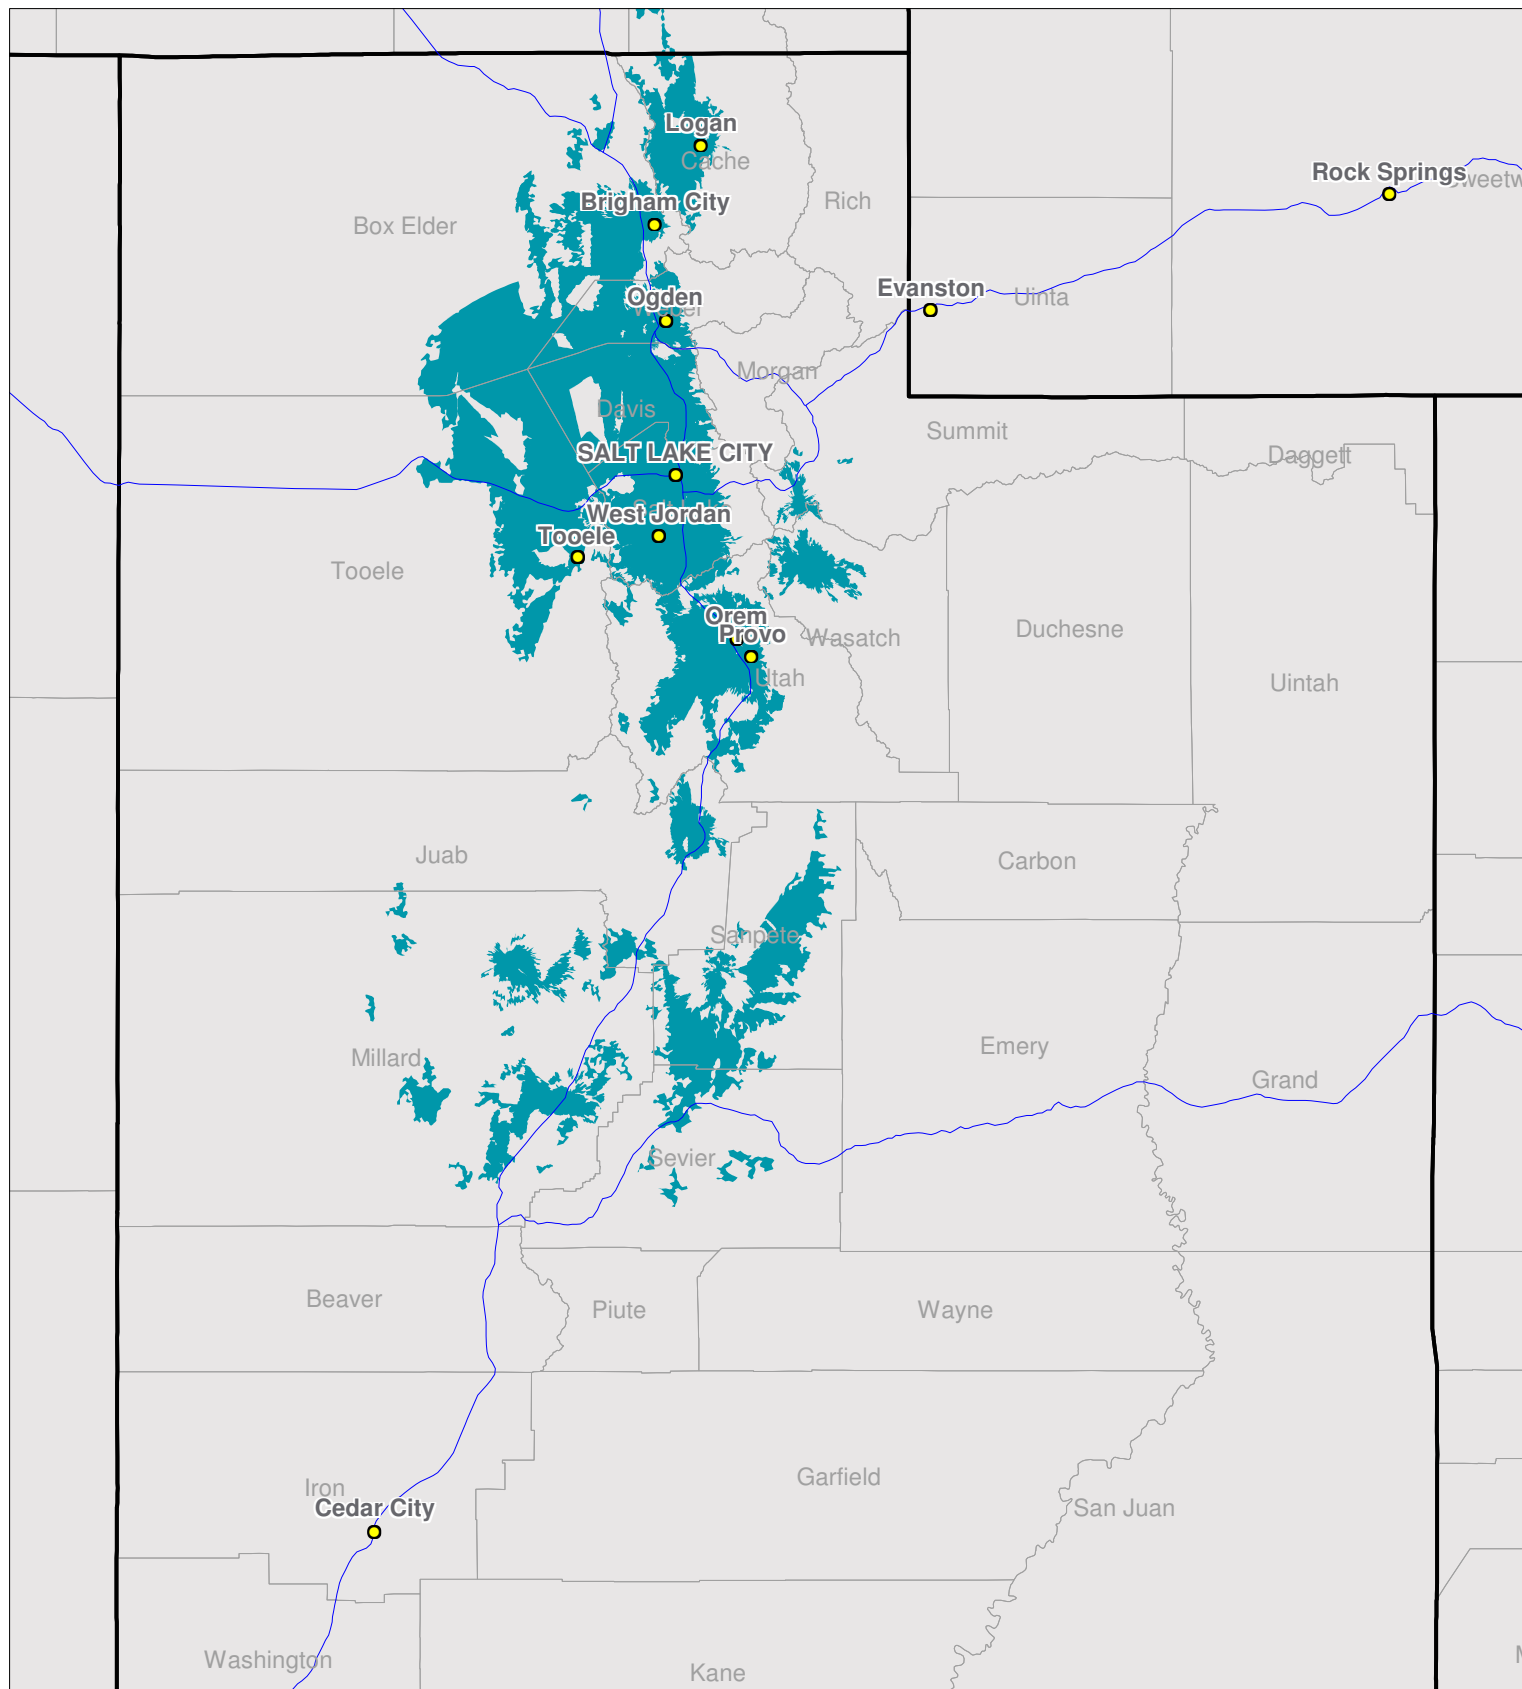 Logan
Cache
Rock Springs
Brigham City
Rich
Box Elder
Evanston
Ogden
Weber
Uinta
Morgan
Davis
Summit
SALT LAKE CITY
Daggett
West Jordan
Tooele
Tooele
Orem
Provo
Wasatch
Duchesne
Utah
Uintah
Juab
Carbon
Sanpete
Millard
Emery
Grand
Sevier
Beaver
Piute
Wayne
Iron
Garfield
Cedar City
San Juan
Washington
Kane